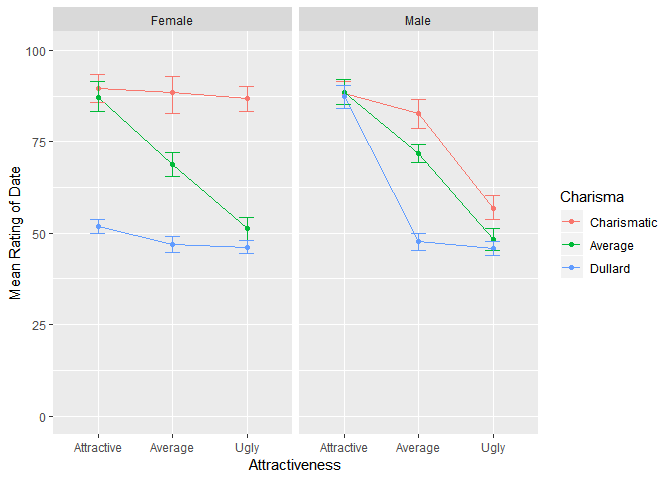 Female Male
100
75
50
25
0
Mean Rating of Date
Attractive Average Ugly Attractive Average Ugly
Attractiveness
Charisma
Charismatic
Average
Dullard